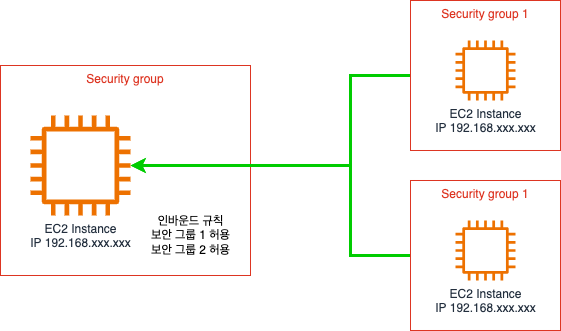 Security group
EC2 Instance
IP 192.168.xxx.xxx
인바운드 규칙
보안 그룹 1 허용
보안 그룹 2 허용
Security group 1
EC2 Instance
IP 192.168.xxx.xxx
Security group 1
EC2 Instance
IP 192.168.xxx.xxx